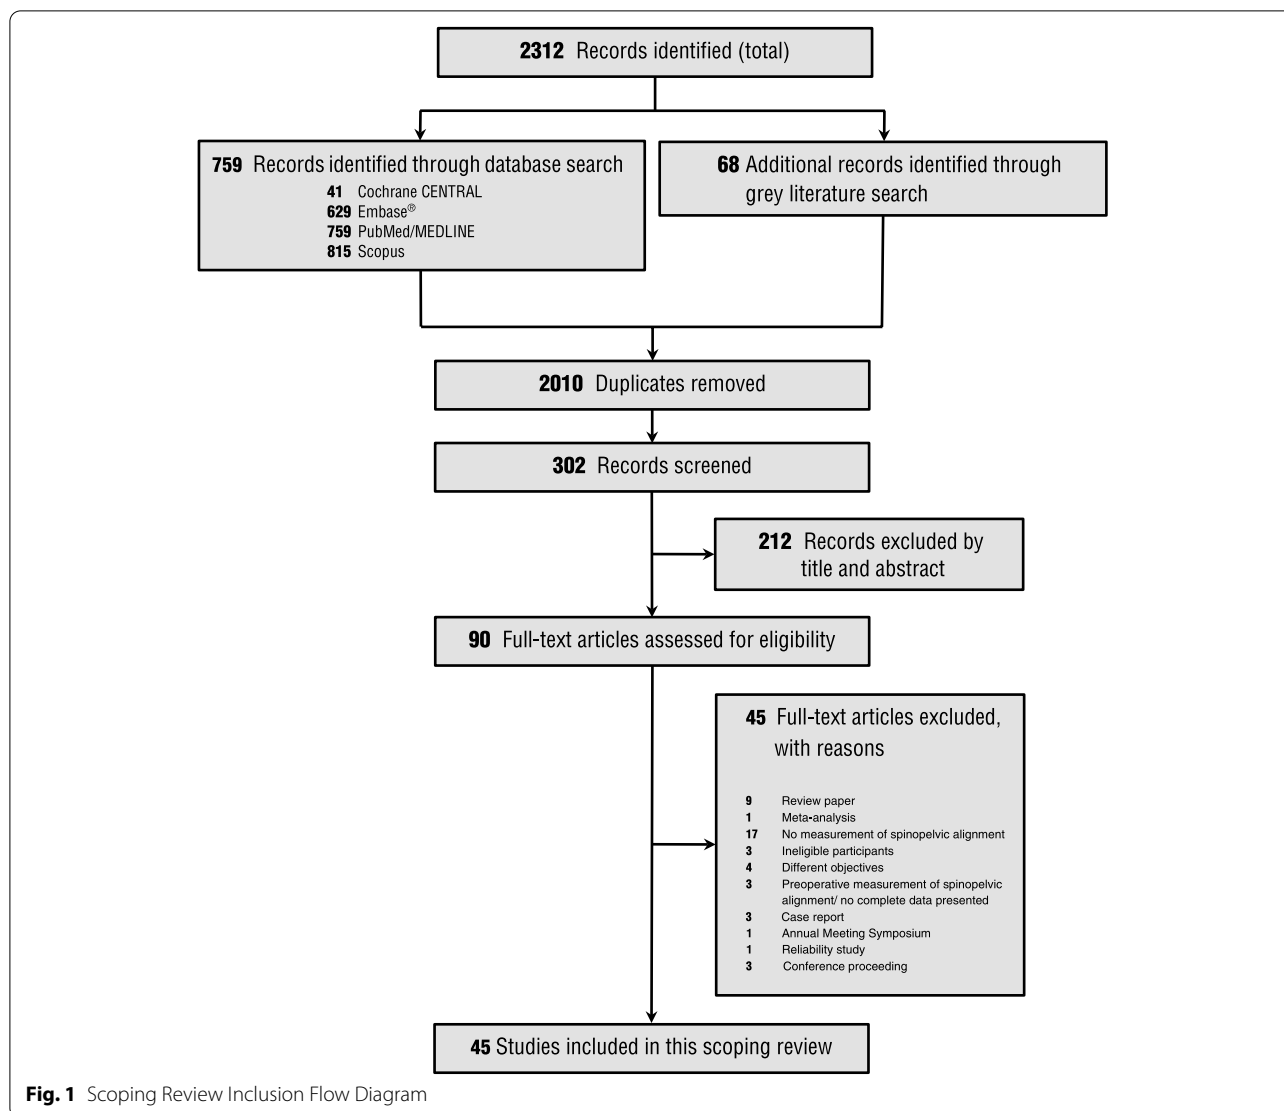 2312 Records identified (total)
759 Records identified through database search
41 Cochrane CENTRAL
629 Embase®
759 PubMed/MEDLINE
815 Scopus
68 Additional records identified through
grey literature search
2010 Duplicates removed
302 Records screened
212 Records excluded by
title and abstract
90 Full-text articles assessed for eligibility
45 Full-text articles excluded,
with reasons
9 Review paper
1 Meta-analysis
17 No measurement of spinopelvic alignment
3 Ineligible participants
4 Different objectives
3 Preoperative measurement of spinopelvic
alignment/ no complete data presented
3 Case report
1 Annual Meeting Symposium
1 Reliability study
3 Conference proceeding
45 Studies included in this scoping review
Fig. 1 Scoping Review Inclusion Flow Diagram